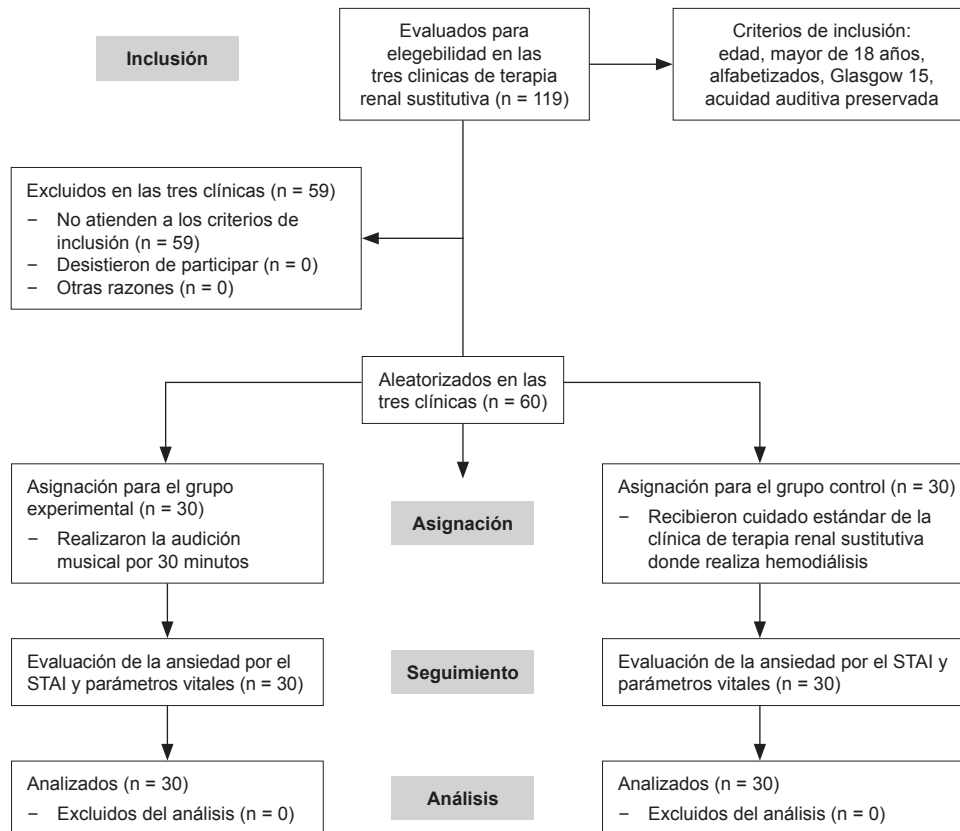 Inclusión
Evaluados para
elegebilidad en las
tres clinicas de terapia
renal sustitutiva (n = 119)
Criterios de inclusión:
edad, mayor de 18 años,
alfabetizados, Glasgow 15,
acuidad auditiva preservada
Excluidos en las tres clínicas (n = 59)
− No atienden a los criterios de
inclusión (n = 59)
− Desistieron de participar (n = 0)
− Otras razones (n = 0)
Aleatorizados en las
tres clínicas (n = 60)
Asignación para el grupo
experimental (n = 30)
− Realizaron la audición
musical por 30 minutos
Asignación
Asignación para el grupo control (n = 30)
− Recibieron cuidado estándar de la
clínica de terapia renal sustitutiva
donde realiza hemodiálisis
Evaluación de la ansiedad por el
STAI y parámetros vitales (n = 30)
Seguimiento
Evaluación de la ansiedad por el STAI y
parámetros vitales (n = 30)
Analizados (n = 30)
− Excluidos del análisis (n = 0)
Análisis
Analizados (n = 30)
− Excluidos del análisis (n = 0)